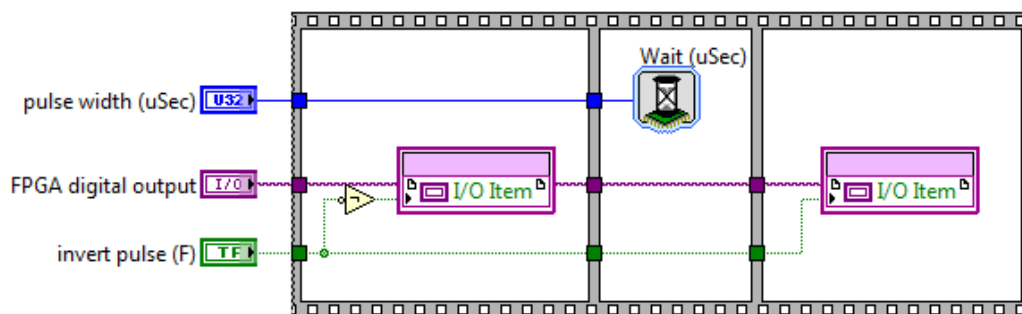 Wait (uSec)
pulse width (uSec)
U32
FPGA digital output
I/O
I/O Item
I/O Item
invert pulse (F)
TF